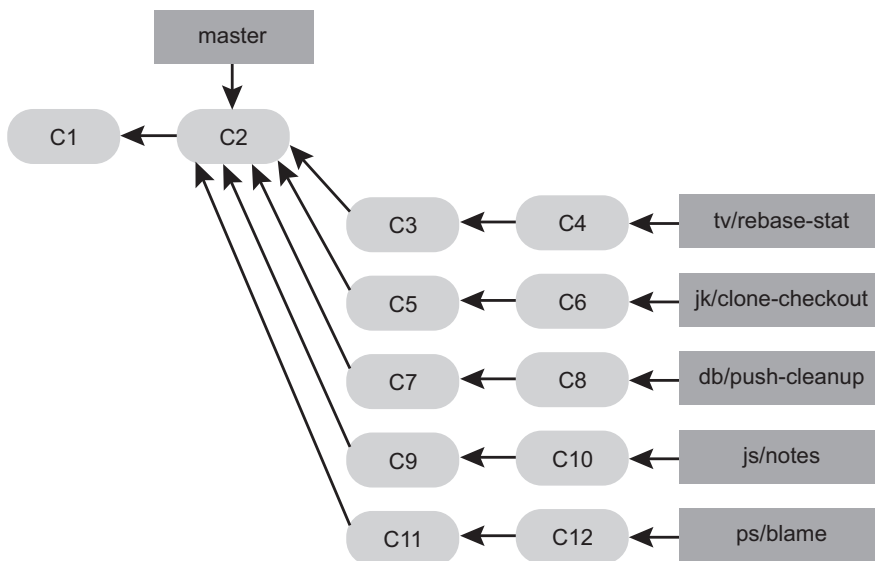 master
C1
C2
C3
C4
tv/rebase-stat
C5
C6
jk/clone-checkout
C7
C8
db/push-cleanup
C9
C10
js/notes
C11
C12
ps/blame